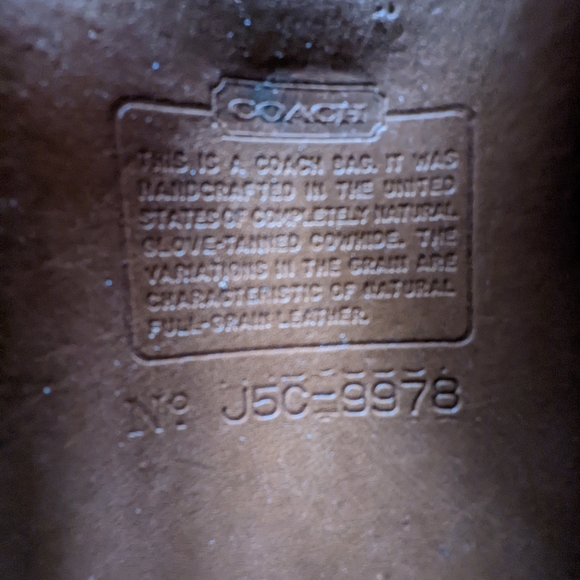 COACH
THIS IS A COACH BAG. IT WAS
HANDCRAFTED IN THE UNITED
STATES OF COMPLETELY NATURAL
GLOVE-TANNED COWHIDE. THE
VARIATIONS IN THE GRAIN ARE
CHARACTERISTIC OF NATURAL
FULL-GRAIN LEATHER.
Nº J5C-9978